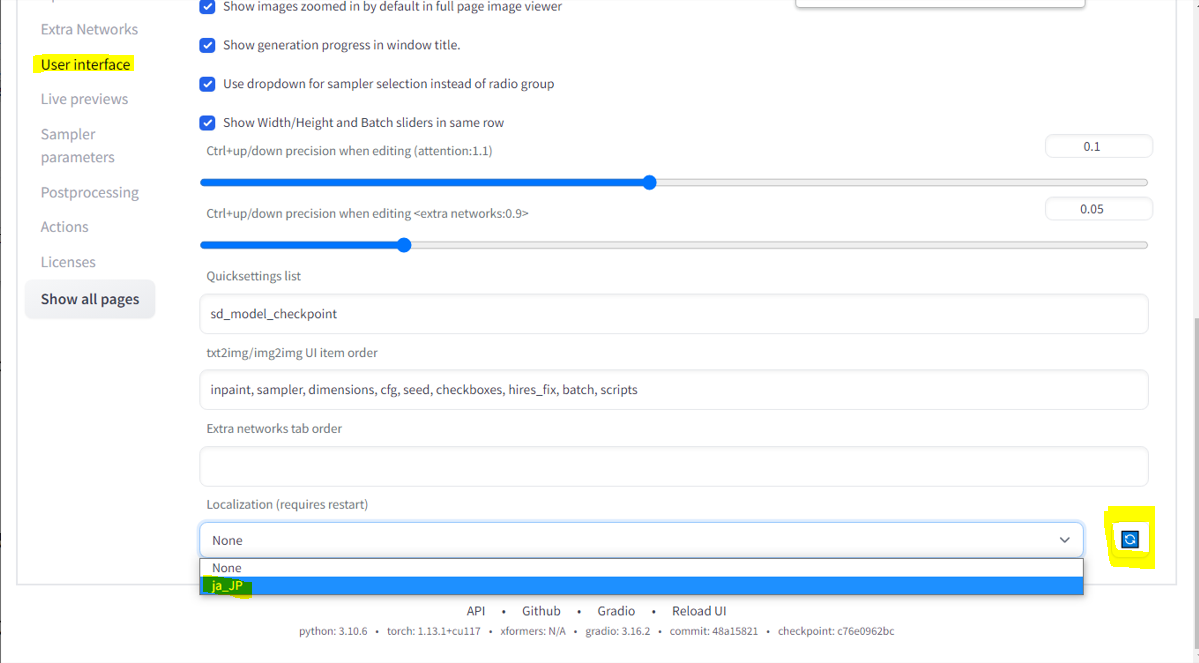 Show images zoomed in by default in full page image viewer
Extra Networks
Show generation progress in window title.
User interface
Use dropdown for sampler selection instead of radio group
Live previews
Show Width/Height and Batch sliders in same row
Sampler
parameters
Ctrl+up/down precision when editing (attention:1.1)
0.1
Postprocessing
Ctrl+up/down precision when editing <extra networks:0.9>
0.05
Actions
Licenses
Show all pages
Quicksettings list
sd_model_checkpoint
txt2img/img2img UI item order
inpaint, sampler, dimensions, cfg, seed, checkboxes, hires_fix, batch, scripts
Extra networks tab order
Localization (requires restart)
None
None
ja_JP
API • Github • Gradio • Reload UI
python: 3.10.6 • torch: 1.13.1+cu117 • xformers: N/A • gradio: 3.16.2 • commit: 48a15821 • checkpoint: c76e0962bc